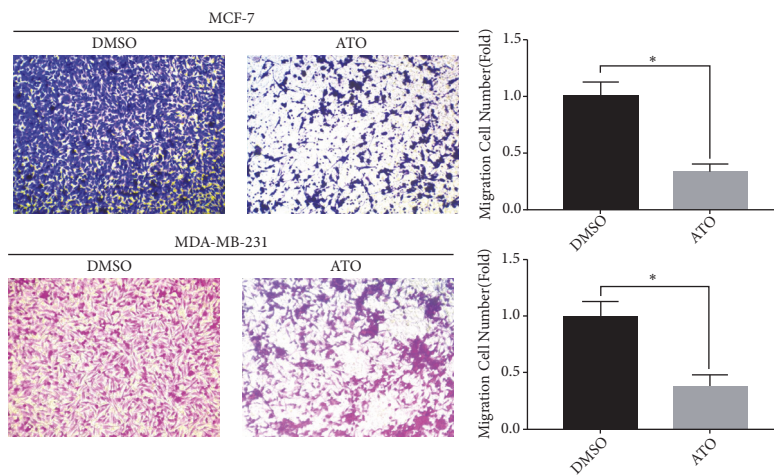 MCF-7
DMSO
ATO
Migration Cell Number(Fold)
1.5
1.0
0.5
0.0
*
DMSO
ATO
MDA-MB-231
DMSO
ATO
Migration Cell Number(Fold)
1.5
1.0
0.5
0.0
*
DMSO
ATO